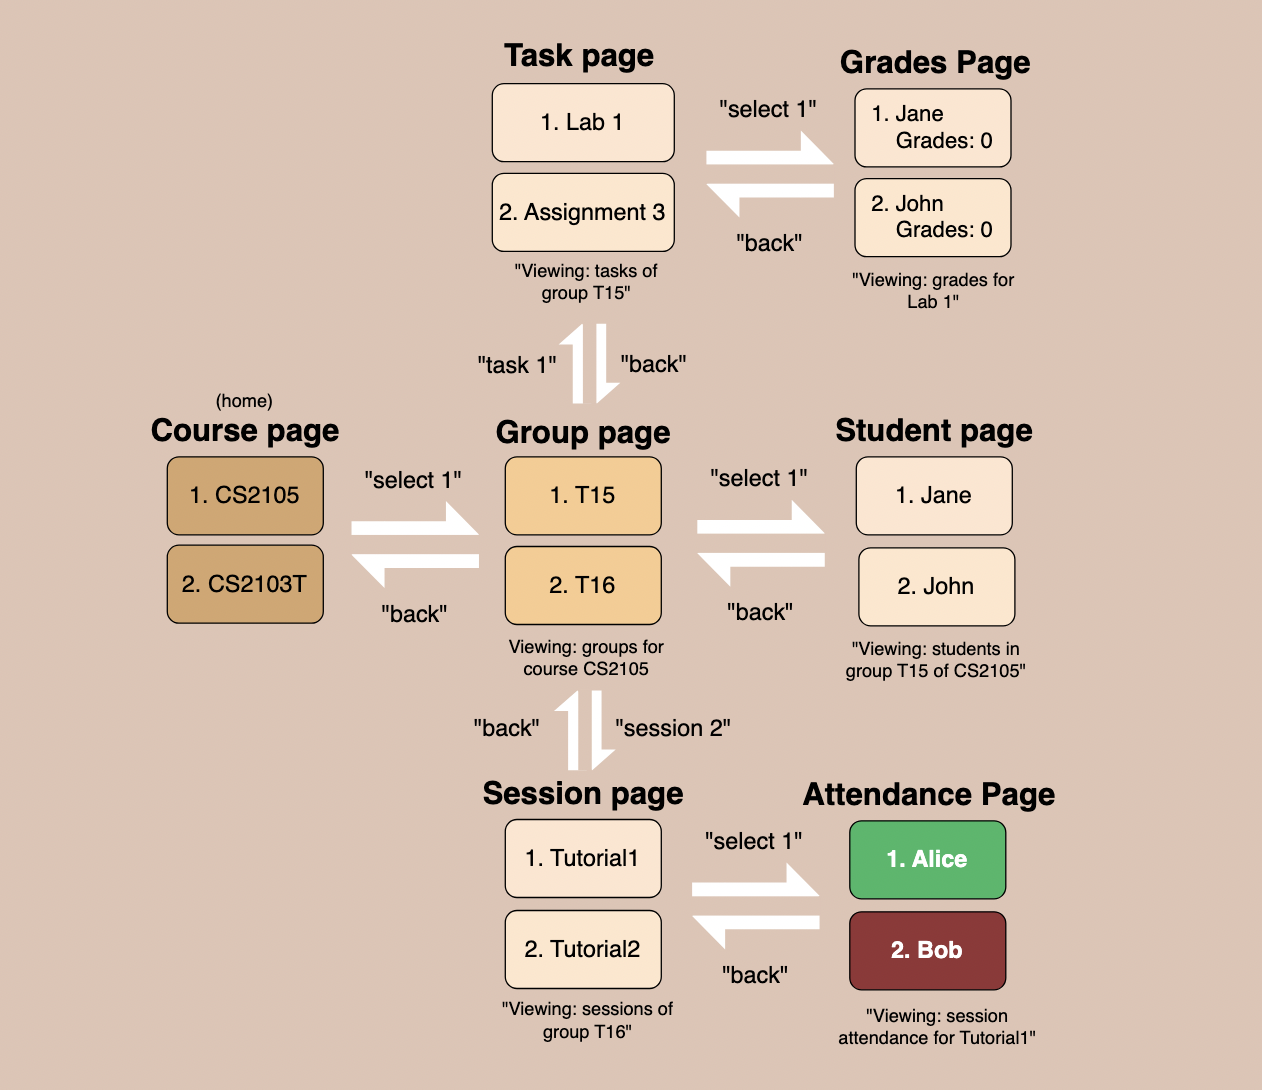 Task page
1. Lab 1
2. Assignment 3
"Viewing: tasks of
group T15"
"select 1"
"back"
Grades Page
1. Jane
Grades: 0
2. John
Grades: 0
"Viewing: grades for
Lab 1"
"task 1"
"back"
(home)
Course page
1. CS2105
2. CS2103T
"select 1"
"back"
Group page
1. T15
2. T16
Viewing: groups for
course CS2105
"select 1"
"back"
Student page
1. Jane
2. John
"Viewing: students in
group T15 of CS2105"
"back"
"session 2"
Session page
1. Tutorial1
2. Tutorial2
"Viewing: sessions of
group T16"
"select 1"
"back"
Attendance Page
1. Alice
2. Bob
"Viewing: session
attendance for Tutorial1"